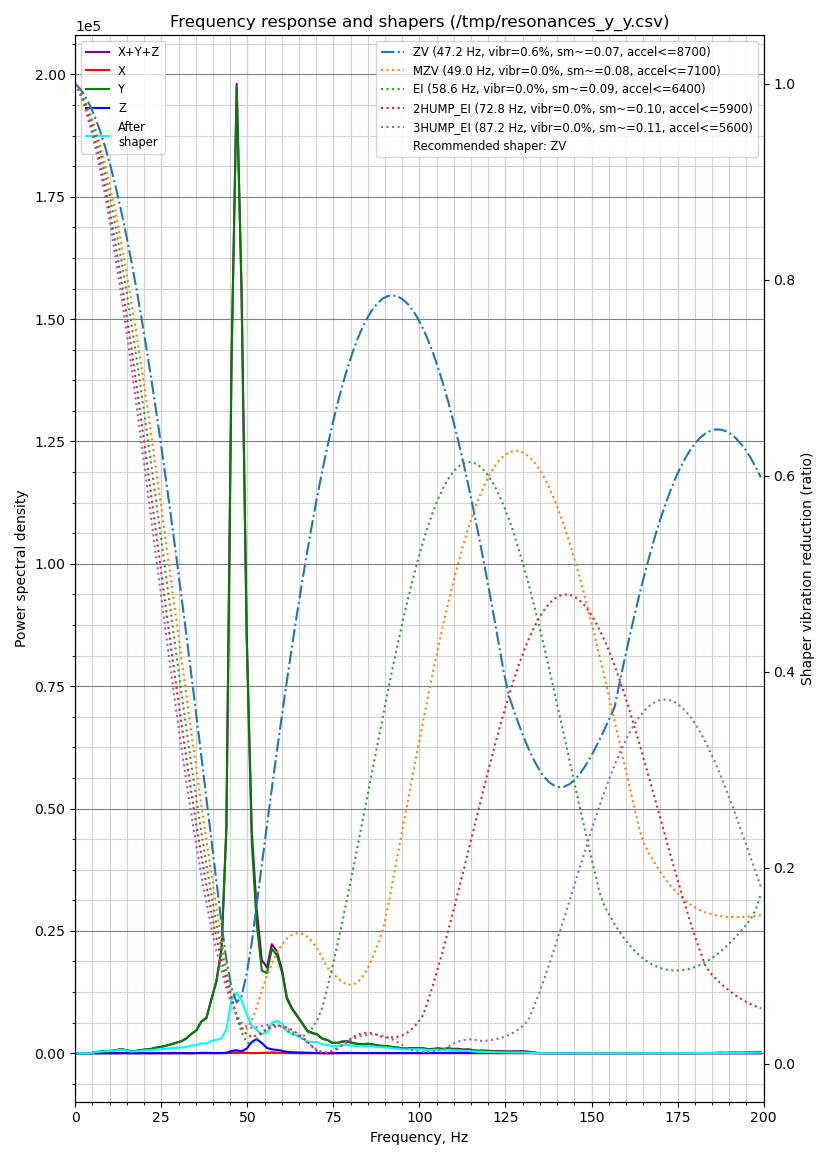 Frequency response and shapers (/tmp/resonances_y_y.csv)
1e5
X+Y+Z
X
Y
Z
After
shaper
ZV (47.2 Hz, vibr=0.6%, sm~=0.07, accel<=8700)
MZV (49.0 Hz, vibr=0.0%, sm~=0.08, accel<=7100)
EI (58.6 Hz, vibr=0.0%, sm~=0.09, accel<=6400)
2HUMP_EI (72.8 Hz, vibr=0.0%, sm~=0.10, accel<=5900)
3HUMP_EI (87.2 Hz, vibr=0.0%, sm~=0.11, accel<=5600)
Recommended shaper: ZV
2.00
1.75
1.50
1.25
1.00
0.75
0.50
0.25
0.00
Power spectral density
1.0
0.8
0.6
0.4
0.2
0.0
Shaper vibration reduction (ratio)
0 25 50 75 100 125 150 175 200
Frequency, Hz